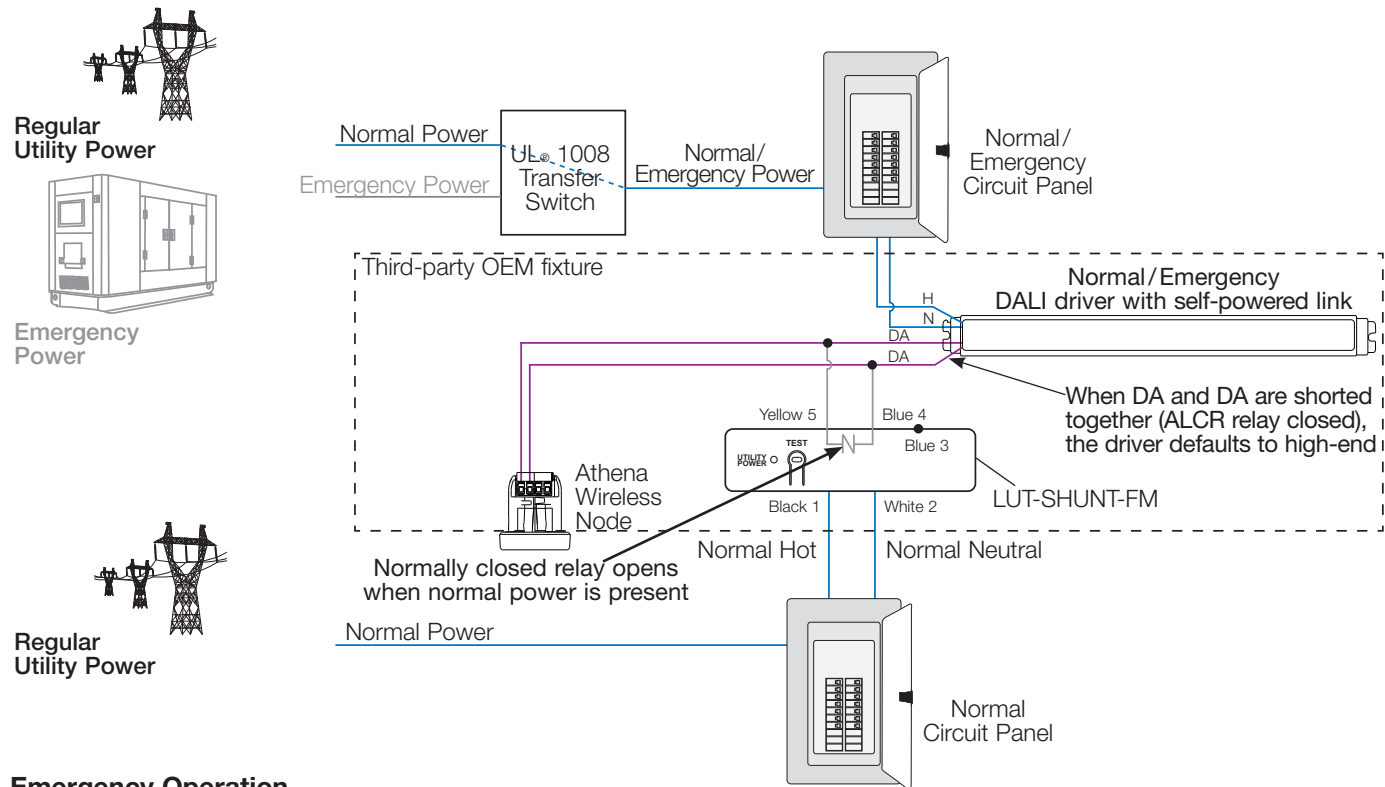 Regular
Utility Power
Emergency
Power
Normal Power
Emergency Power
UL® 1008
Transfer
Switch
Normal/
Emergency Power
Normal/
Emergency
Circuit Panel
Third-party OEM fixture
Normal/Emergency
DALI driver with self-powered link
H
N
DA
DA
When DA and DA are shorted
together (ALCR relay closed),
the driver defaults to high-end
Yellow 5
Blue 4
Blue 3
TEST
UTILITY
POWER
N
LUT-SHUNT-FM
Athena
Wireless
Node
Black 1
White 2
Normal Hot
Normal Neutral
Normally closed relay opens
when normal power is present
Regular
Utility Power
Normal Power
Normal
Circuit Panel
Emergency Operation